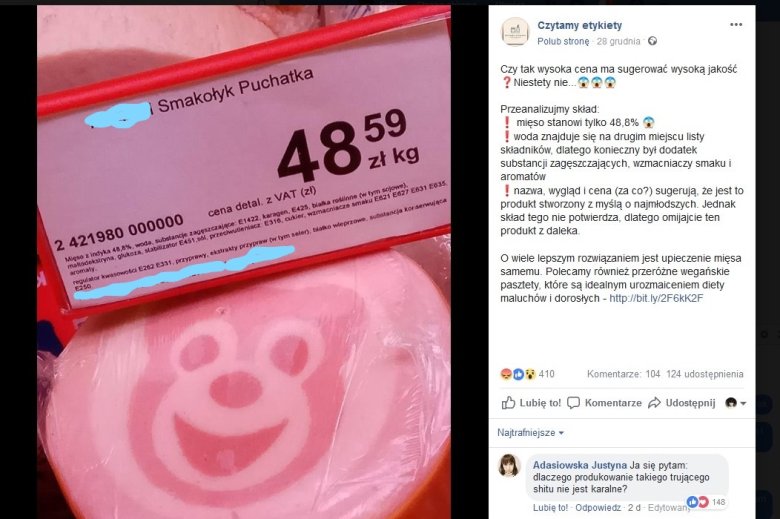 Smakołyk Puchatka
48 59
zł kg
cena detal. z VAT (zł)
2 421980 000000
Mięso z indyka 48,8%, woda, substancje zagęszczające: E1422, karagen, E425, białka roślinne (w tym sojowe),
maltodekstryna, glukoza, stabilizator E451, sól, przeciwutleniacz: E316, cukier, wzmacniacze smaku E621 E627 E631 E635,
aromaty,
regulator kwasowości E262 E331, przyprawy, ekstrakty przypraw (w tym seler), białko wieprzowe, substancja konserwująca
E250.
Czytamy etykiety
Polub stronę · 28 grudnia ·
Czy tak wysoka cena ma sugerować wysoką jakość
❓Niestety nie...😱😱😱
Przeanalizujmy skład:
❗ mięso stanowi tylko 48,8% 😱
❗woda znajduje się na drugim miejscu listy
składników, dlatego konieczny był dodatek
substancji zagęszczających, wzmacniaczy smaku i
aromatów
❗nazwa, wygląd i cena (za co?) sugerują, że jest to
produkt stworzony z myślą o najmłodszych. Jednak
skład tego nie potwierdza, dlatego omijajcie ten
produkt z daleka.
O wiele lepszym rozwiązaniem jest upieczenie mięsa
samemu. Polecamy również przeróżne wegańskie
pasztety, które są idealnym urozmaiceniem diety
maluchów i dorosłych - http://bit.ly/2F6kK2F
410
Komentarze: 104 124 udostępnienia
Lubię to! Komentarze Udostępnij
Najtrafniejsze
Adasiowska Justyna Ja się pytam:
dlaczego produkowanie takiego trującego
shitu nie jest karalne?
148
Lubię to! · Odpowiedz · 2 d · Edytowany